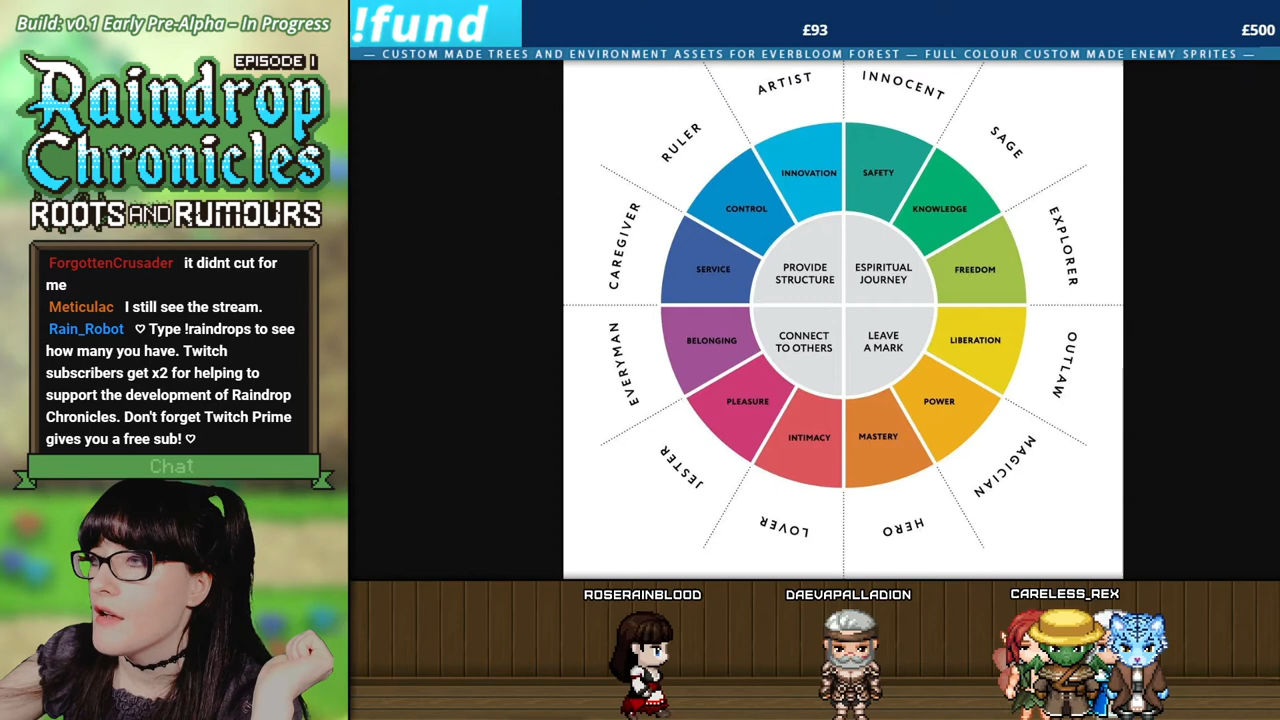 Build: v0.1 Early Pre-Alpha – In Progress
EPISODE I
Raindrop
Chronicles
ROOTS AND RUMOURS
ForgottenCrusader it didnt cut for
me
Meticulac I still see the stream.
Rain_Robot ♡ Type !raindrops to see
how many you have. Twitch
subscribers get x2 for helping to
support the development of Raindrop
Chronicles. Don't forget Twitch Prime
gives you a free sub! ♡
Chat
!fund
£93
£500
— CUSTOM MADE TREES AND ENVIRONMENT ASSETS FOR EVERBLOOM FOREST — FULL COLOUR CUSTOM MADE ENEMY SPRITES —
ARTIST
INNOCENT
RULER
SAGE
CAREGIVER
EXPLORER
EVERYMAN
OUTLAW
JESTER
MAGICIAN
LOVER
HERO
INNOVATION
SAFETY
CONTROL
KNOWLEDGE
SERVICE
FREEDOM
BELONGING
LIBERATION
PLEASURE
POWER
INTIMACY
MASTERY
PROVIDE
STRUCTURE
ESPIRITUAL
JOURNEY
CONNECT
TO OTHERS
LEAVE
A MARK
ROSERAINBLOOD
DAEVAPALLADION
CARELESS_REX